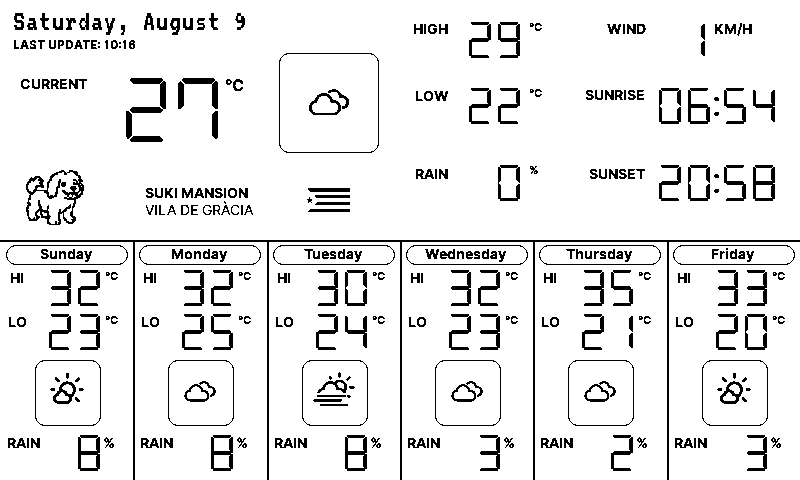 Saturday, August 9
LAST UPDATE: 10:16
CURRENT 27 °C
HIGH 29 °C
LOW 22 °C
RAIN 0 %
WIND 1 KM/H
SUNRISE 06:54
SUNSET 20:58
SUKI MANSION
VILA DE GRÀCIA
Sunday
HI 32 °C
LO 23 °C
RAIN 8 %
Monday
HI 32 °C
LO 25 °C
RAIN 8 %
Tuesday
HI 30 °C
LO 24 °C
RAIN 8 %
Wednesday
HI 32 °C
LO 23 °C
RAIN 3 %
Thursday
HI 35 °C
LO 21 °C
RAIN 2 %
Friday
HI 33 °C
LO 20 °C
RAIN 3 %